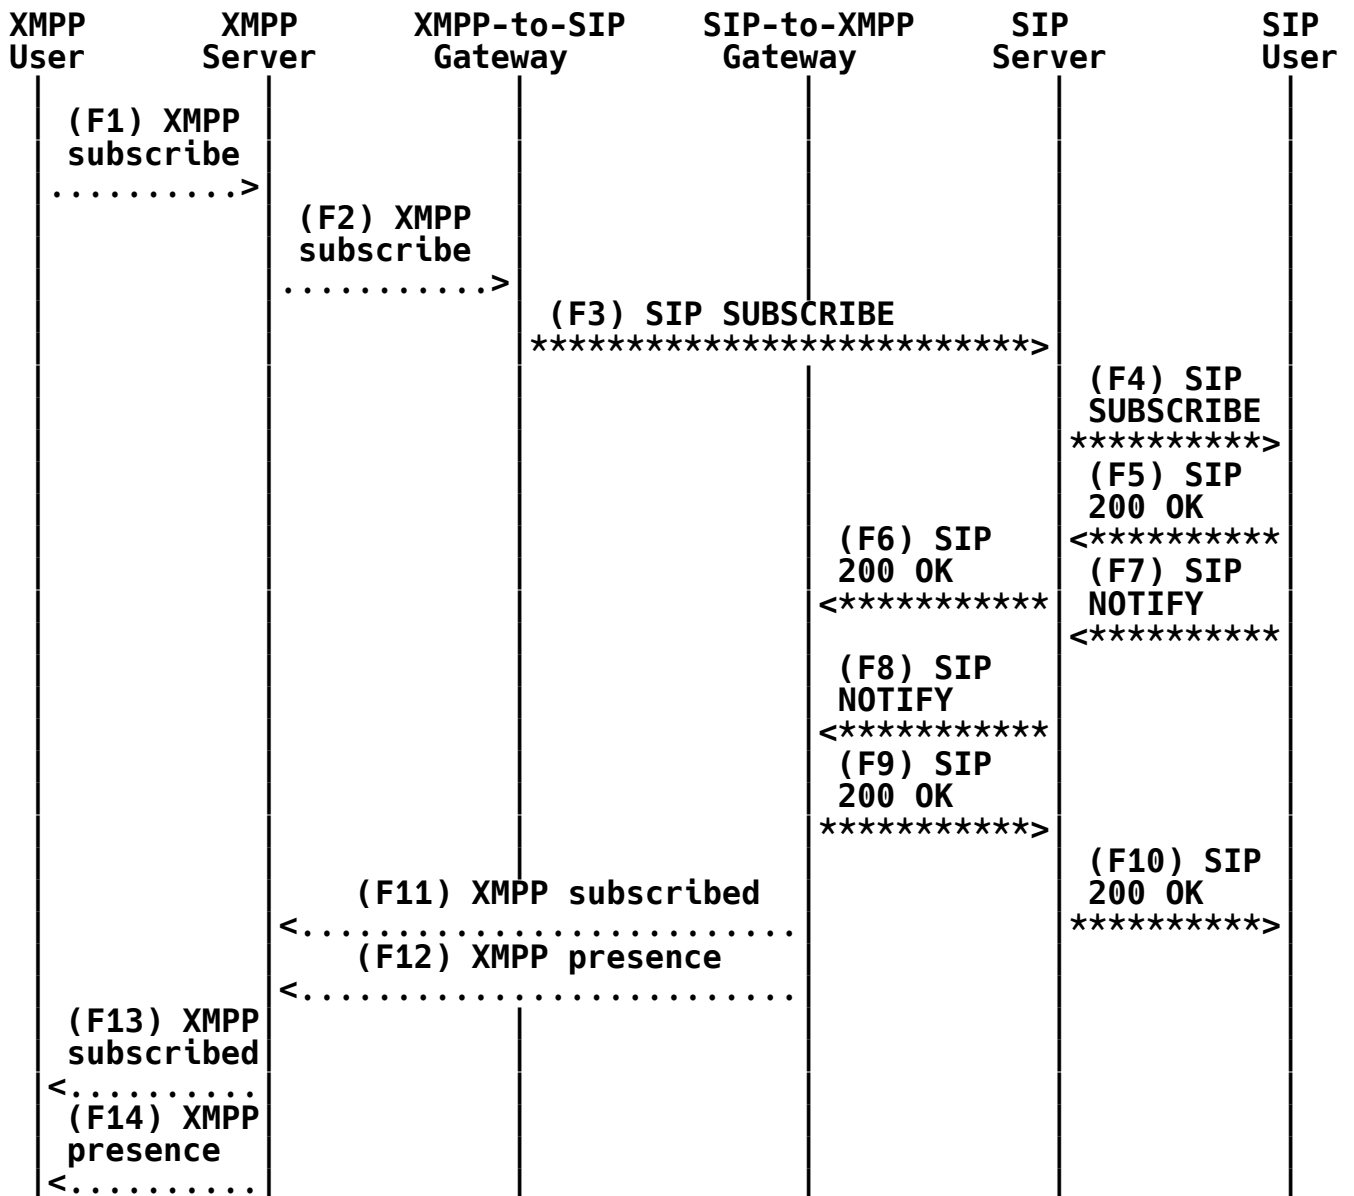 XMPP XMPP XMPP-to-SIP SIP-to-XMPP SIP SIP
User Server Gateway Gateway Server User
(F1) XMPP
subscribe
..........>
(F2) XMPP
subscribe
...........>
(F3) SIP SUBSCRIBE
**************************>
(F4) SIP
SUBSCRIBE
**********>
(F5) SIP
200 OK
<**********
(F6) SIP
200 OK
<***********
(F7) SIP
NOTIFY
<**********
(F8) SIP
NOTIFY
<***********
(F9) SIP
200 OK
***********>
(F10) SIP
200 OK
**********>
(F11) XMPP subscribed
<..........................
(F12) XMPP presence
<..........................
(F13) XMPP
subscribed
<..........
(F14) XMPP
presence
<..........